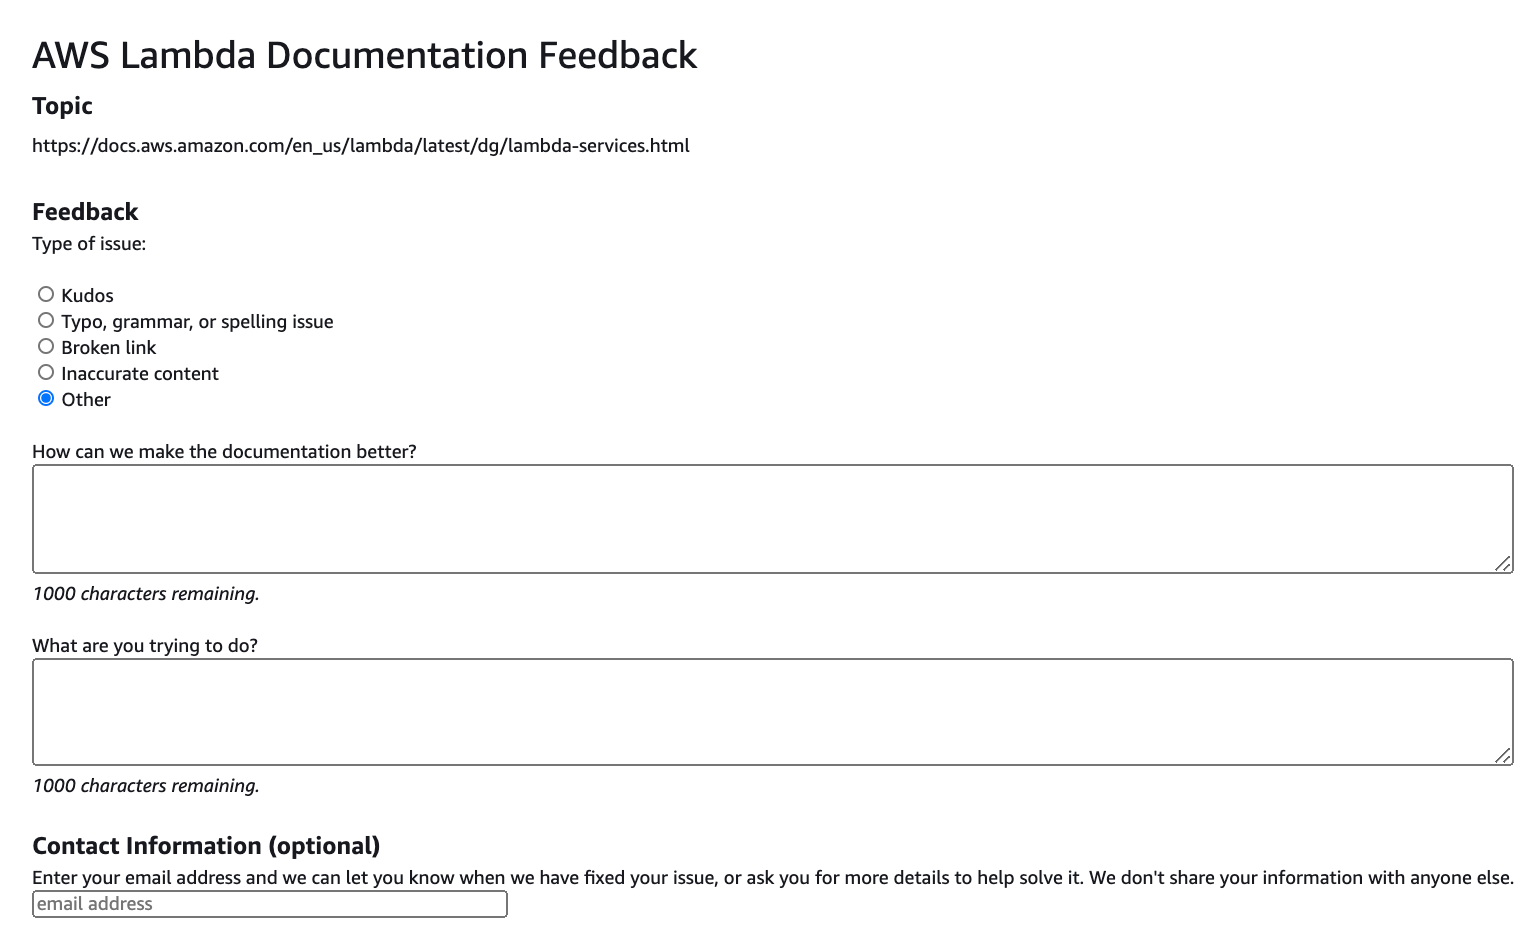 AWS Lambda Documentation Feedback
Topic
https://docs.aws.amazon.com/en_us/lambda/latest/dg/lambda-services.html
Feedback
Type of issue:
Kudos
Typo, grammar, or spelling issue
Broken link
Inaccurate content
Other
How can we make the documentation better?
1000 characters remaining.
What are you trying to do?
1000 characters remaining.
Contact Information (optional)
Enter your email address and we can let you know when we have fixed your issue, or ask you for more details to help solve it. We don't share your information with anyone else.
email address